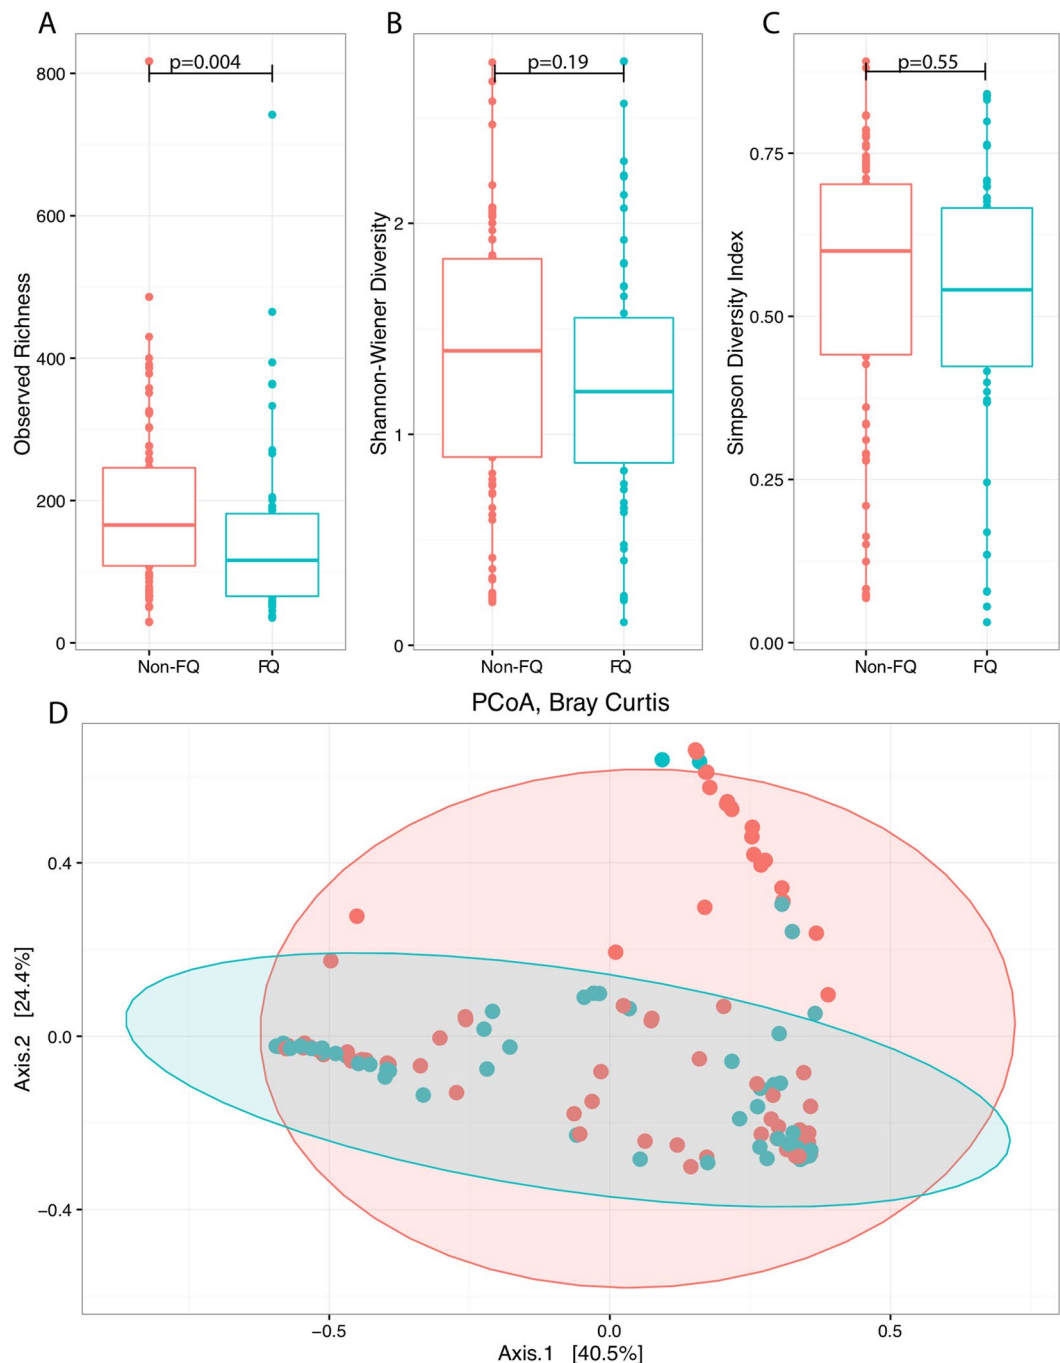 A
B
C
p=0.004
p=0.19
p=0.55
Observed Richness
800
600
400
200
0
Non-FQ
FQ
Shannon-Wiener Diversity
2
1
0
Non-FQ
FQ
Simpson Diversity Index
0.75
0.50
0.25
0.00
Non-FQ
FQ
D
PCoA, Bray Curtis
Axis.2 [24.4%]
0.4
0.0
−0.4
−0.5
0.0
0.5
Axis.1 [40.5%]